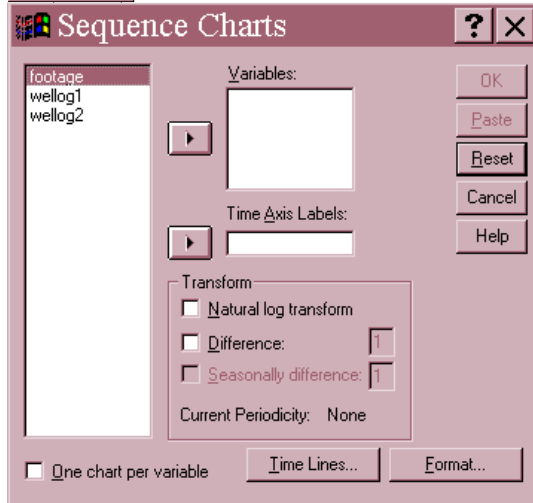 Sequence Charts
footage
wellog1
wellog2
Variables:
Time Axis Labels:
Transform
Natural log transform
Difference: 1
Seasonally difference: 1
Current Periodicity: None
One chart per variable
Time Lines...
Format...
OK
Paste
Reset
Cancel
Help